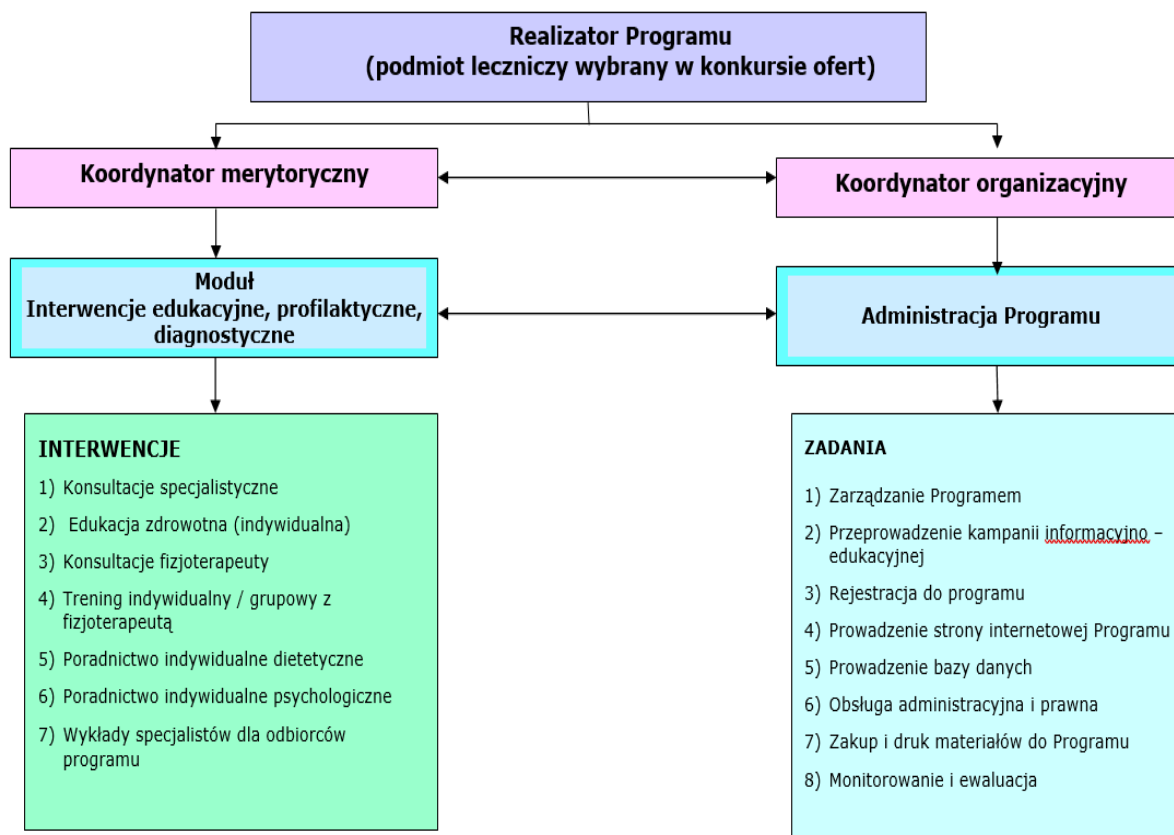 Realizator Programu
(podmiot leczniczy wybrany w konkursie ofert)
Koordynator merytoryczny
Koordynator organizacyjny
Moduł
Interwencje edukacyjne, profilaktyczne,
diagnostyczne
Administracja Programu
INTERWENCJE
1) Konsultacje specjalistyczne
2) Edukacja zdrowotna (indywidualna)
3) Konsultacje fizjoterapeuty
4) Trening indywidualny / grupowy z
fizjoterapeutą
5) Poradnictwo indywidualne dietetyczne
6) Poradnictwo indywidualne psychologiczne
7) Wykłady specjalistów dla odbiorców
programu
ZADANIA
1) Zarządzanie Programem
2) Przeprowadzenie kampanii informacyjno –
edukacyjnej
3) Rejestracja do programu
4) Prowadzenie strony internetowej Programu
5) Prowadzenie bazy danych
6) Obsługa administracyjna i prawna
7) Zakup i druk materiałów do Programu
8) Monitorowanie i ewaluacja